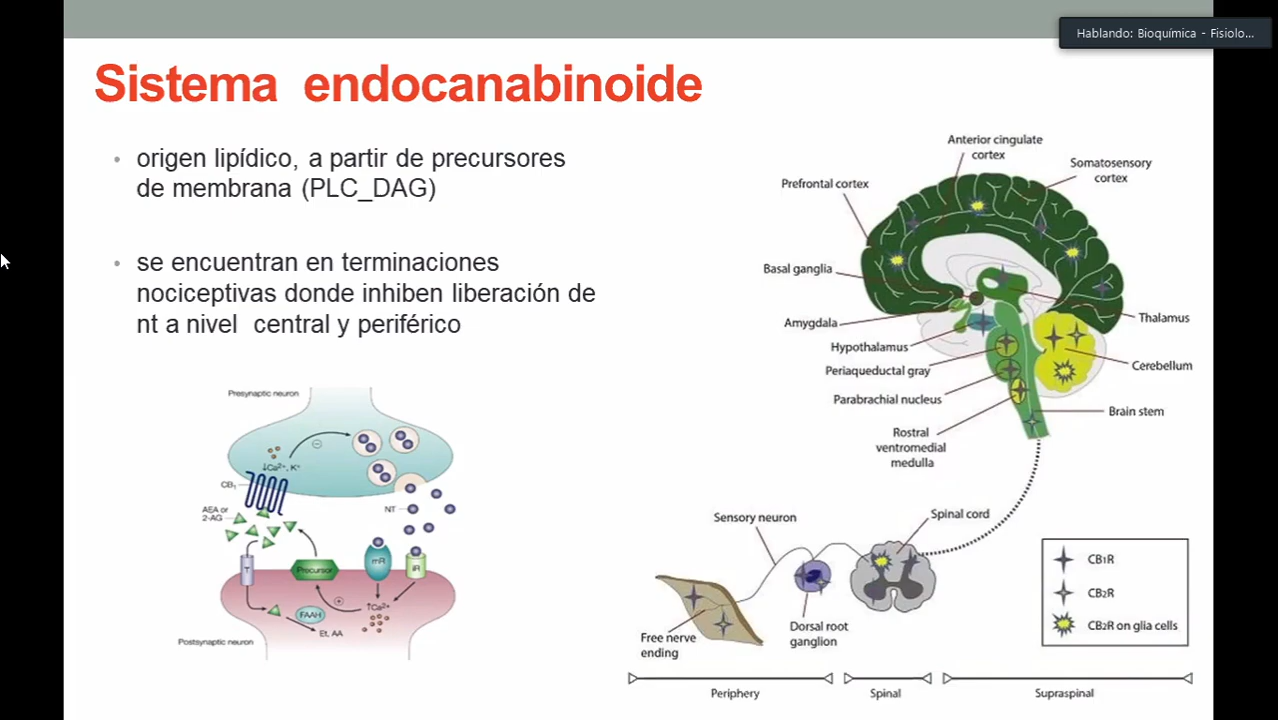 Hablando: Bioquímica - Fisiolo...
Sistema endocanabinoide
• origen lipídico, a partir de precursores
de membrana (PLC_DAG)
• se encuentran en terminaciones
nociceptivas donde inhiben liberación de
nt a nivel central y periférico
Presynaptic neuron
↓Ca²⁺, K⁺
CB₁
AEA or
2-AG
NT
T
Precursor
mR
iR
↑Ca²⁺
FAAH
Et, AA
Postsynaptic neuron
Anterior cingulate
cortex
Somatosensory
cortex
Prefrontal cortex
Basal ganglia
Amygdala
Thalamus
Hypothalamus
Periaqueductal gray
Cerebellum
Parabrachial nucleus
Brain stem
Rostral
ventromedial
medulla
Sensory neuron
Spinal cord
Free nerve
ending
Dorsal root
ganglion
CB1R
CB2R
CB2R on glia cells
Periphery
Spinal
Supraspinal